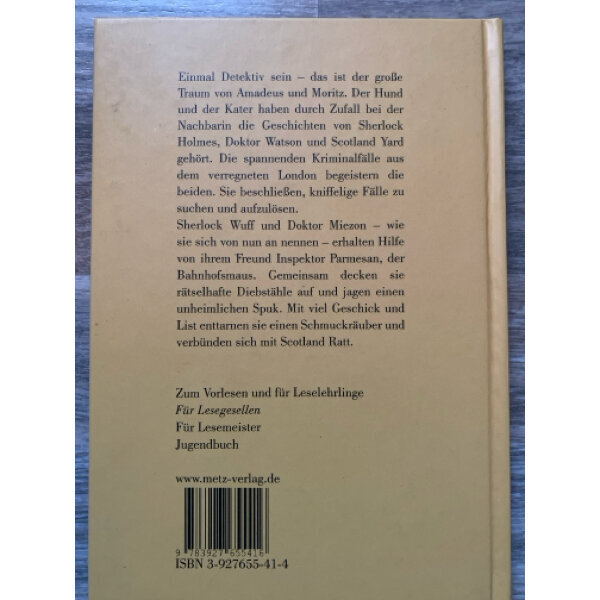 Einmal Detektiv sein – das ist der große
Traum von Amadeus und Moritz. Der Hund
und der Kater haben durch Zufall bei der
Nachbarin die Geschichten von Sherlock
Holmes, Doktor Watson und Scotland Yard
gehört. Die spannenden Kriminalfälle aus
dem verregneten London begeistern die
beiden. Sie beschließen, kniffelige Fälle zu
suchen und aufzulösen.
Sherlock Wuff und Doktor Miezon – wie
sie sich von nun an nennen – erhalten Hilfe
von ihrem Freund Inspektor Parmesan, der
Bahnhofsmaus. Gemeinsam decken sie
rätselhafte Diebstähle auf und jagen einen
unheimlichen Spuk. Mit viel Geschick und
List enttarnen sie einen Schmuckräuber und
verbünden sich mit Scotland Ratt.
Zum Vorlesen und für Leselehrlinge
Für Lesegesellen
Für Lesemeister
Jugendbuch
www.metz-verlag.de
9 783927 655416
ISBN 3-927655-41-4